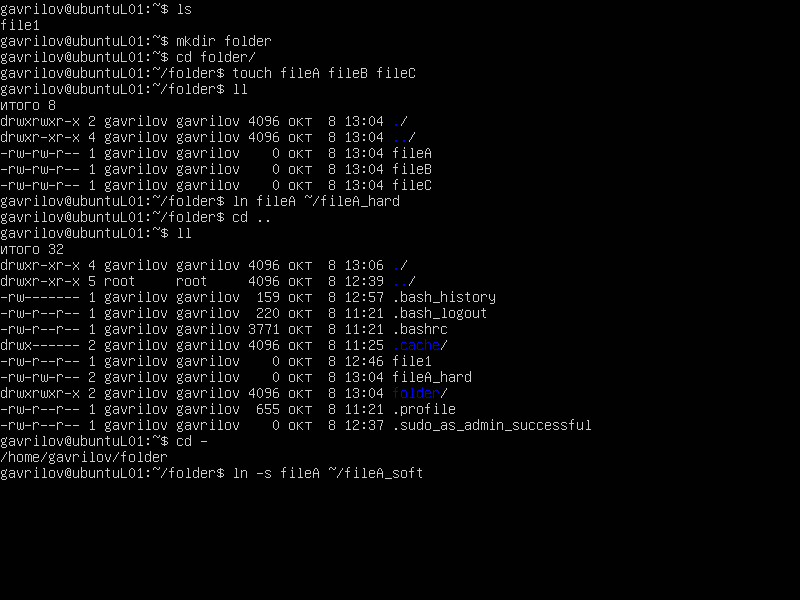 gavrilov@ubuntuL01:~$ ls
file1
gavrilov@ubuntuL01:~$ mkdir folder
gavrilov@ubuntuL01:~$ cd folder/
gavrilov@ubuntuL01:~/folder$ touch fileA fileB fileC
gavrilov@ubuntuL01:~/folder$ ll
итого 8
drwxrwxr-x 2 gavrilov gavrilov 4096 окт  8 13:04 ./
drwxr-xr-x 4 gavrilov gavrilov 4096 окт  8 13:04 ../
-rw-rw-r-- 1 gavrilov gavrilov    0 окт  8 13:04 fileA
-rw-rw-r-- 1 gavrilov gavrilov    0 окт  8 13:04 fileB
-rw-rw-r-- 1 gavrilov gavrilov    0 окт  8 13:04 fileC
gavrilov@ubuntuL01:~/folder$ ln fileA ~/fileA_hard
gavrilov@ubuntuL01:~/folder$ cd ..
gavrilov@ubuntuL01:~$ ll
итого 32
drwxr-xr-x 4 gavrilov gavrilov 4096 окт  8 13:06 ./
drwxr-xr-x 5 root     root     4096 окт  8 12:39 ../
-rw------- 1 gavrilov gavrilov  159 окт  8 12:57 .bash_history
-rw-r--r-- 1 gavrilov gavrilov  220 окт  8 11:21 .bash_logout
-rw-r--r-- 1 gavrilov gavrilov 3771 окт  8 11:21 .bashrc
drwx------ 2 gavrilov gavrilov 4096 окт  8 11:25 .cache/
-rw-r--r-- 1 gavrilov gavrilov    0 окт  8 12:46 file1
-rw-rw-r-- 2 gavrilov gavrilov    0 окт  8 13:04 fileA_hard
drwxrwxr-x 2 gavrilov gavrilov 4096 окт  8 13:04 folder/
-rw-r--r-- 1 gavrilov gavrilov  655 окт  8 11:21 .profile
-rw-r--r-- 1 gavrilov gavrilov    0 окт  8 12:37 .sudo_as_admin_successful
gavrilov@ubuntuL01:~$ cd -
/home/gavrilov/folder
gavrilov@ubuntuL01:~/folder$ ln -s fileA ~/fileA_soft